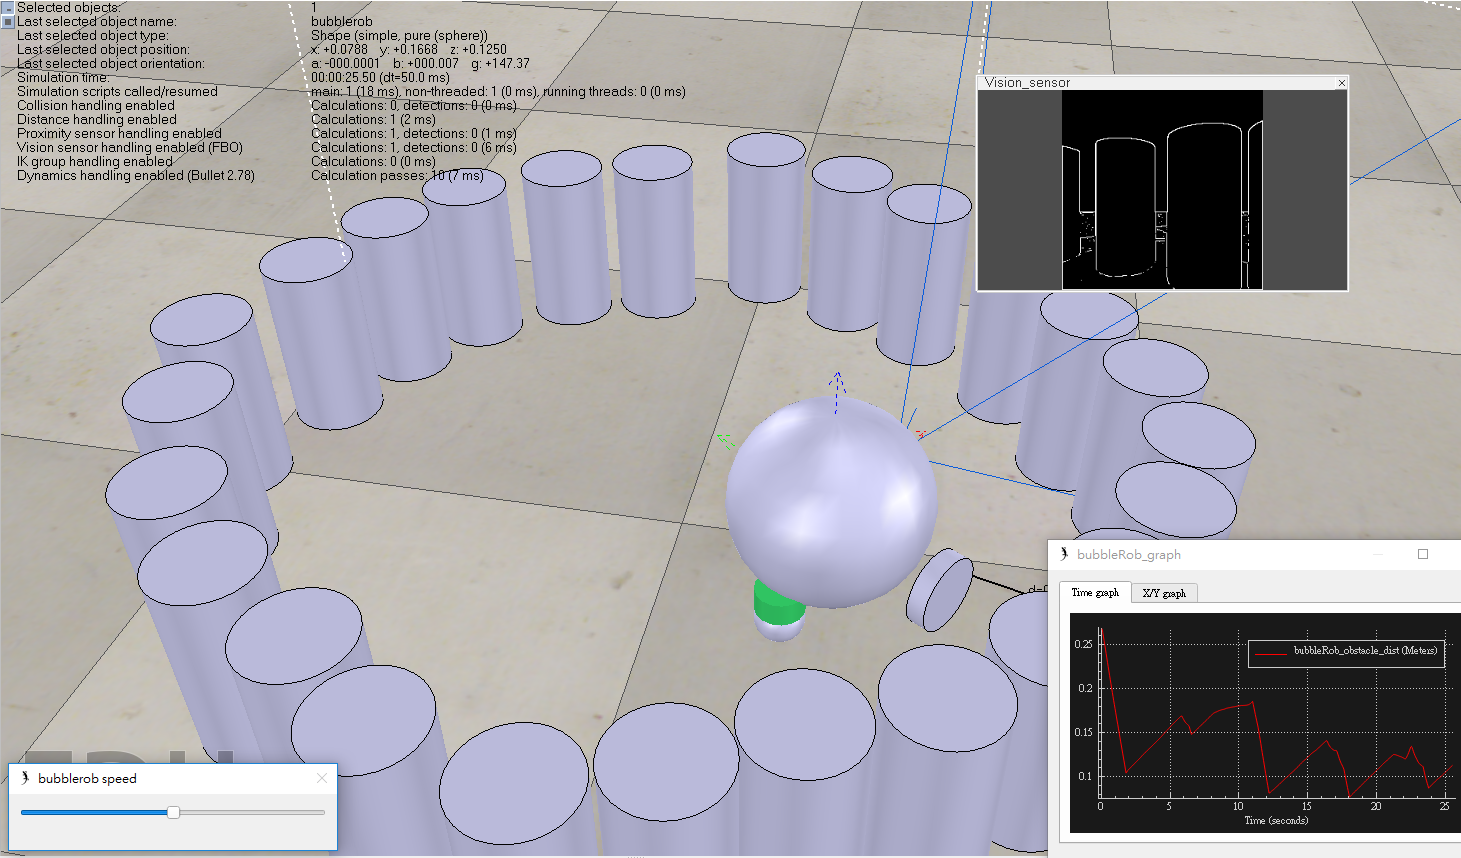 Selected objects: 1
Last selected object name: bubblerob
Last selected object type: Shape (simple, pure (sphere))
Last selected object position: x: +0.0788 y: +0.1668 z: +0.1250
Last selected object orientation: a: -000.0001 b: +000.007 g: +147.37
Simulation time: 00:00:25.50 (dt=50.0 ms)
Simulation scripts called/resumed main: 1 (18 ms), non-threaded: 1 (0 ms), running threads: 0 (0 ms)
Collision handling enabled Calculations: 0, detections: 0 (0 ms)
Distance handling enabled Calculations: 1 (2 ms)
Proximity sensor handling enabled Calculations: 1, detections: 0 (1 ms)
Vision sensor handling enabled (FBO) Calculations: 1, detections: 0 (6 ms)
IK group handling enabled Calculations: 0 (0 ms)
Dynamics handling enabled (Bullet 2.78) Calculation passes: 10 (7 ms)
Vision_sensor
bubbleRob_graph
Time graph X/Y graph
bubbleRob_obstacle_dist (Meters)
0.25
0.2
0.15
0.1
0 5 10 15 20 25
Time (seconds)
bubblerob speed